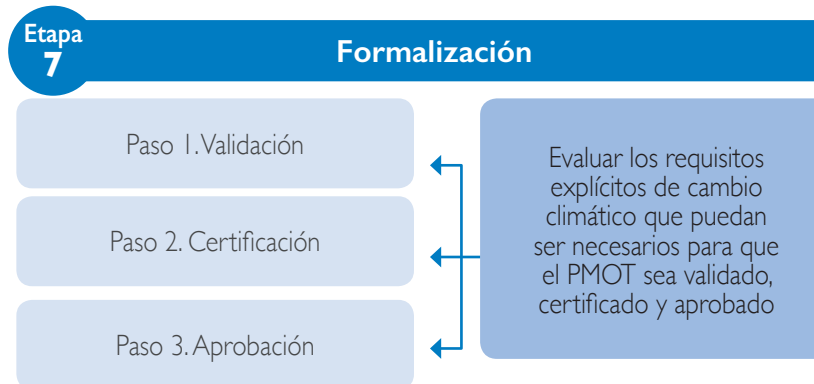 Etapa
7
Formalización
Paso 1. Validación
Paso 2. Certificación
Paso 3. Aprobación
Evaluar los requisitos
explícitos de cambio
climático que puedan
ser necesarios para que
el PMOT sea validado,
certificado y aprobado